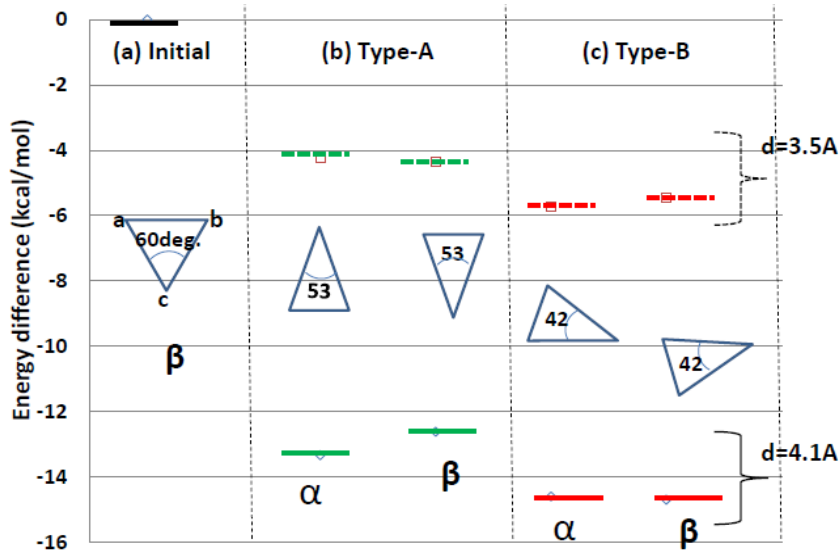 Energy difference (kcal/mol)
0
-2
-4
-6
-8
-10
-12
-14
-16
(a) Initial
(b) Type-A
(c) Type-B
d=3.5A
a
b
60deg.
c
β
53
53
42
42
d=4.1A
α
β
α
β